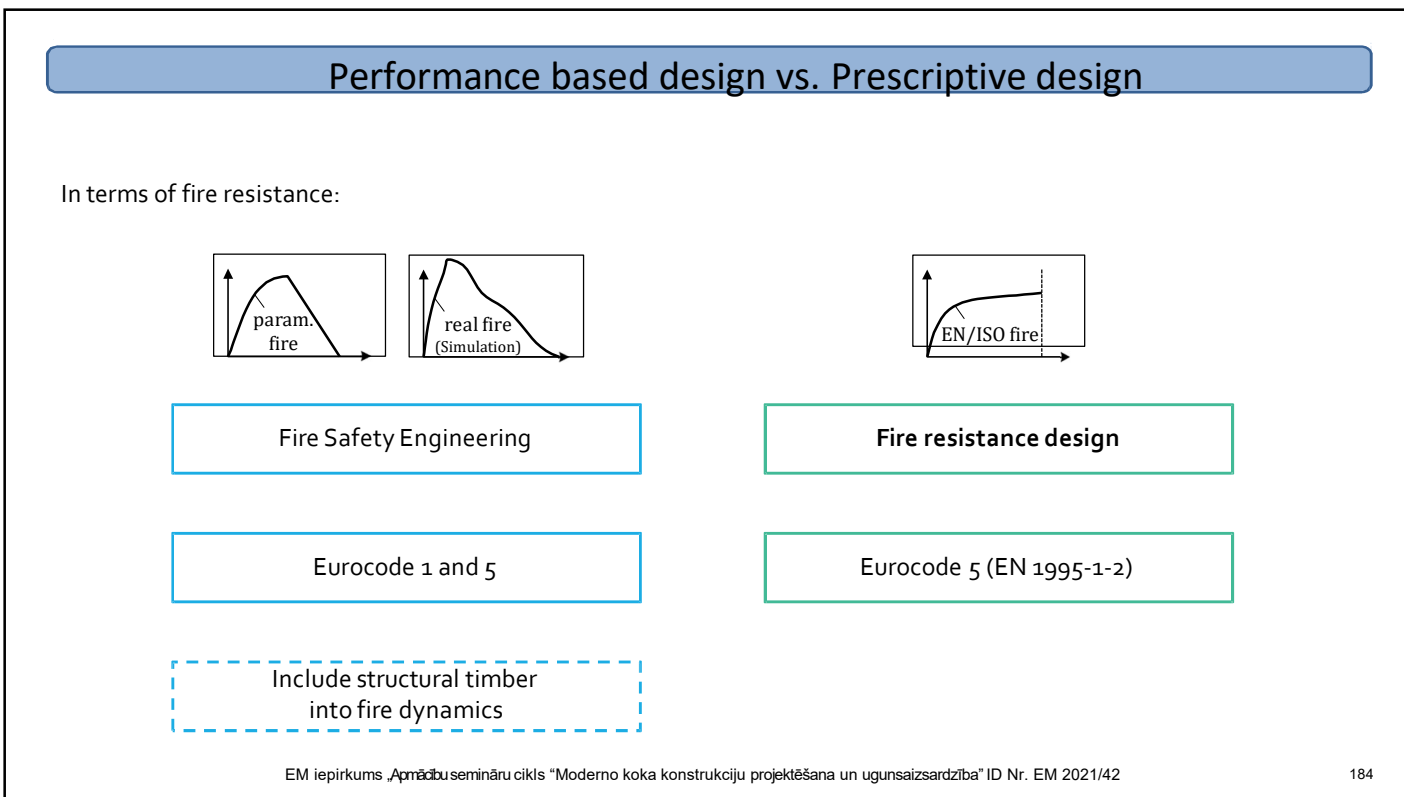 Performance based design vs. Prescriptive design
In terms of fire resistance:
param.
fire
real fire
(Simulation)
EN/ISO fire
Fire Safety Engineering
Fire resistance design
Eurocode 1 and 5
Eurocode 5 (EN 1995-1-2)
Include structural timber
into fire dynamics
EM iepirkums „Apmācību semināru cikls “Moderno koka konstrukciju projektēšana un ugunsaizsardzība” ID Nr. EM 2021/42
184